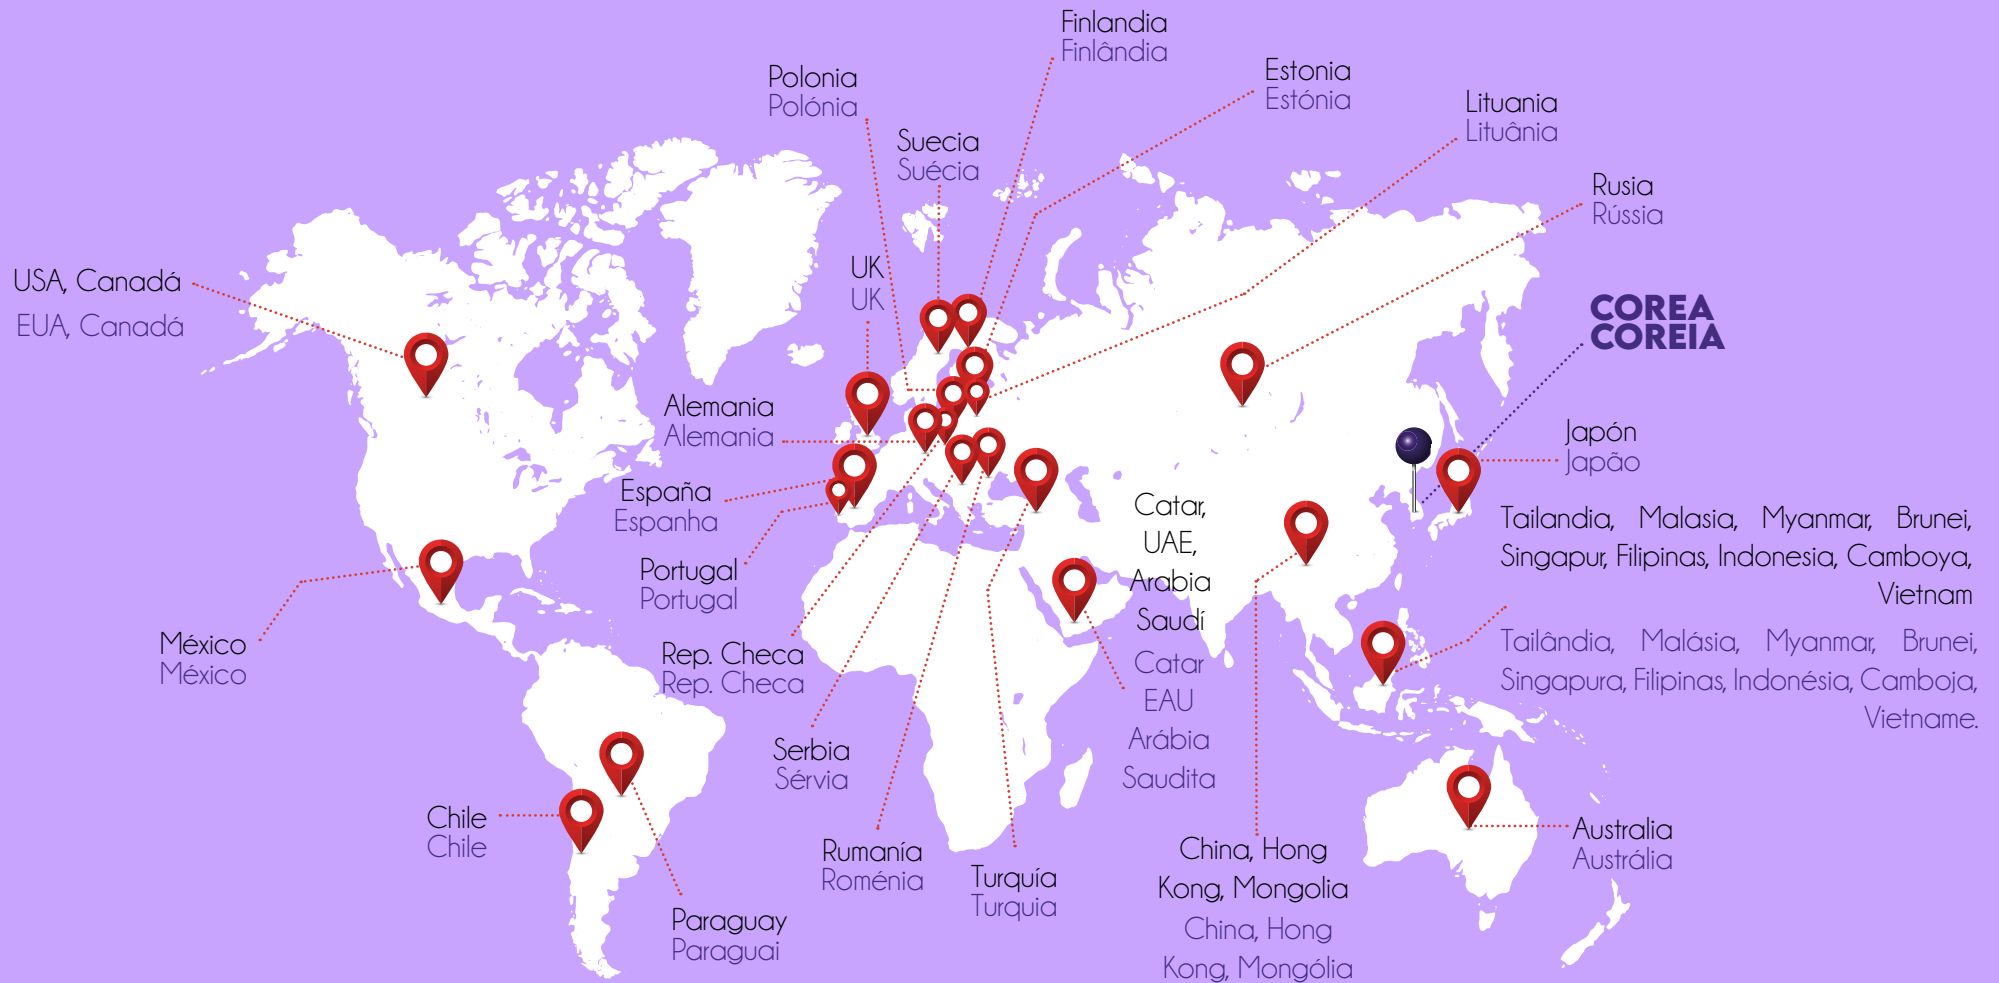 Finlandia
Finlândia
Polonia
Polónia
Estonia
Estónia
Lituania
Lituânia
Suecia
Suécia
Rusia
Rússia
UK
UK
USA, Canadá
EUA, Canadá
COREA
COREIA
Alemania
Alemania
Japón
Japão
España
Espanha
Catar,
UAE,
Arabia
Saudí
Catar
EAU
Arábia
Saudita
Tailandia, Malasia, Myanmar, Brunei,
Singapur, Filipinas, Indonesia, Camboya,
Vietnam
Tailândia, Malásia, Myanmar, Brunei,
Singapura, Filipinas, Indonésia, Camboja,
Vietname.
Portugal
Portugal
México
México
Rep. Checa
Rep. Checa
Serbia
Sérvia
Chile
Chile
Rumanía
Roménia
Turquía
Turquia
China, Hong
Kong, Mongolia
China, Hong
Kong, Mongólia
Australia
Austrália
Paraguay
Paraguai